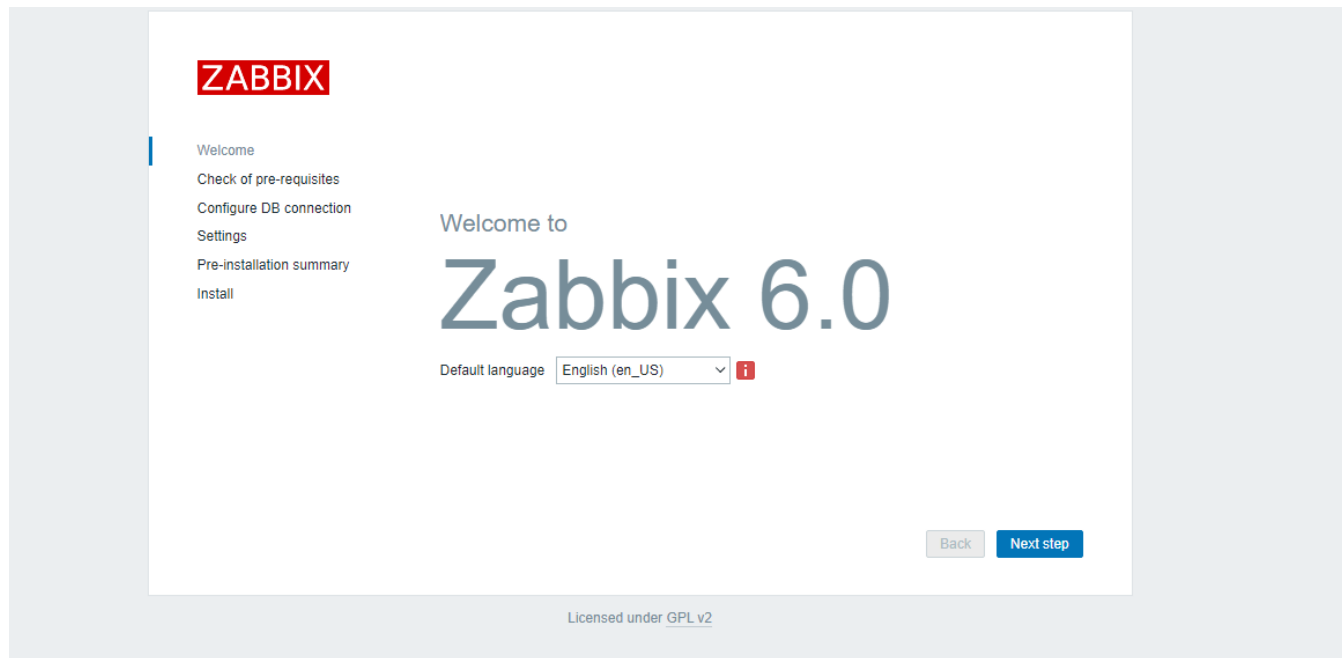 ZABBIX
Welcome
Check of pre-requisites
Configure DB connection
Settings
Pre-installation summary
Install
Welcome to
Zabbix 6.0
Default language English (en_US) i
Back Next step
Licensed under GPL v2